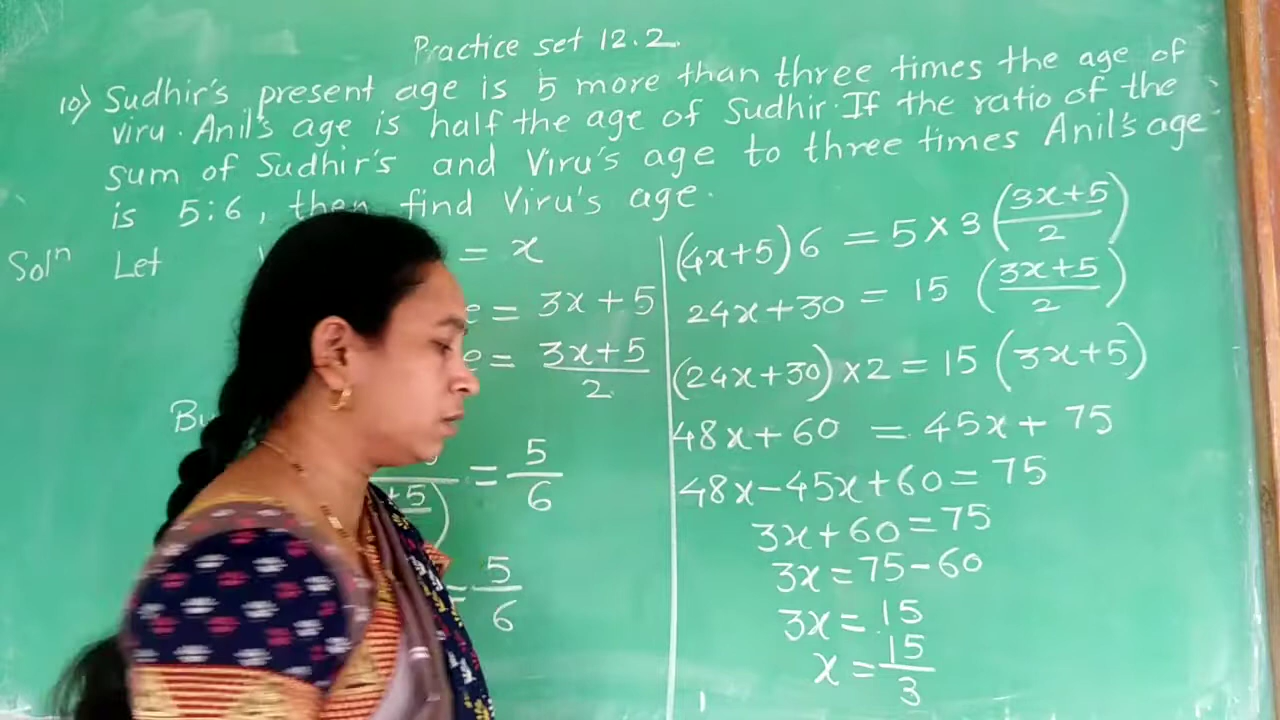 Practice set 12.2.
10) Sudhir's present age is 5 more than three times the age of
viru. Anil's age is half the age of Sudhir. If the ratio of the
sum of Sudhir's and Viru's age to three times Anil's age
is 5:6, then find Viru's age.
Solⁿ Let = x
= 3x + 5
= 3x+5/2
= 5/6
= 5/6
(4x+5)6 = 5 × 3 (3x+5/2)
24x+30 = 15 (3x+5/2)
(24x+30)×2 = 15 (3x+5)
48x+60 = 45x+75
48x-45x+60=75
3x+60=75
3x=75-60
3x=15
x=15/3